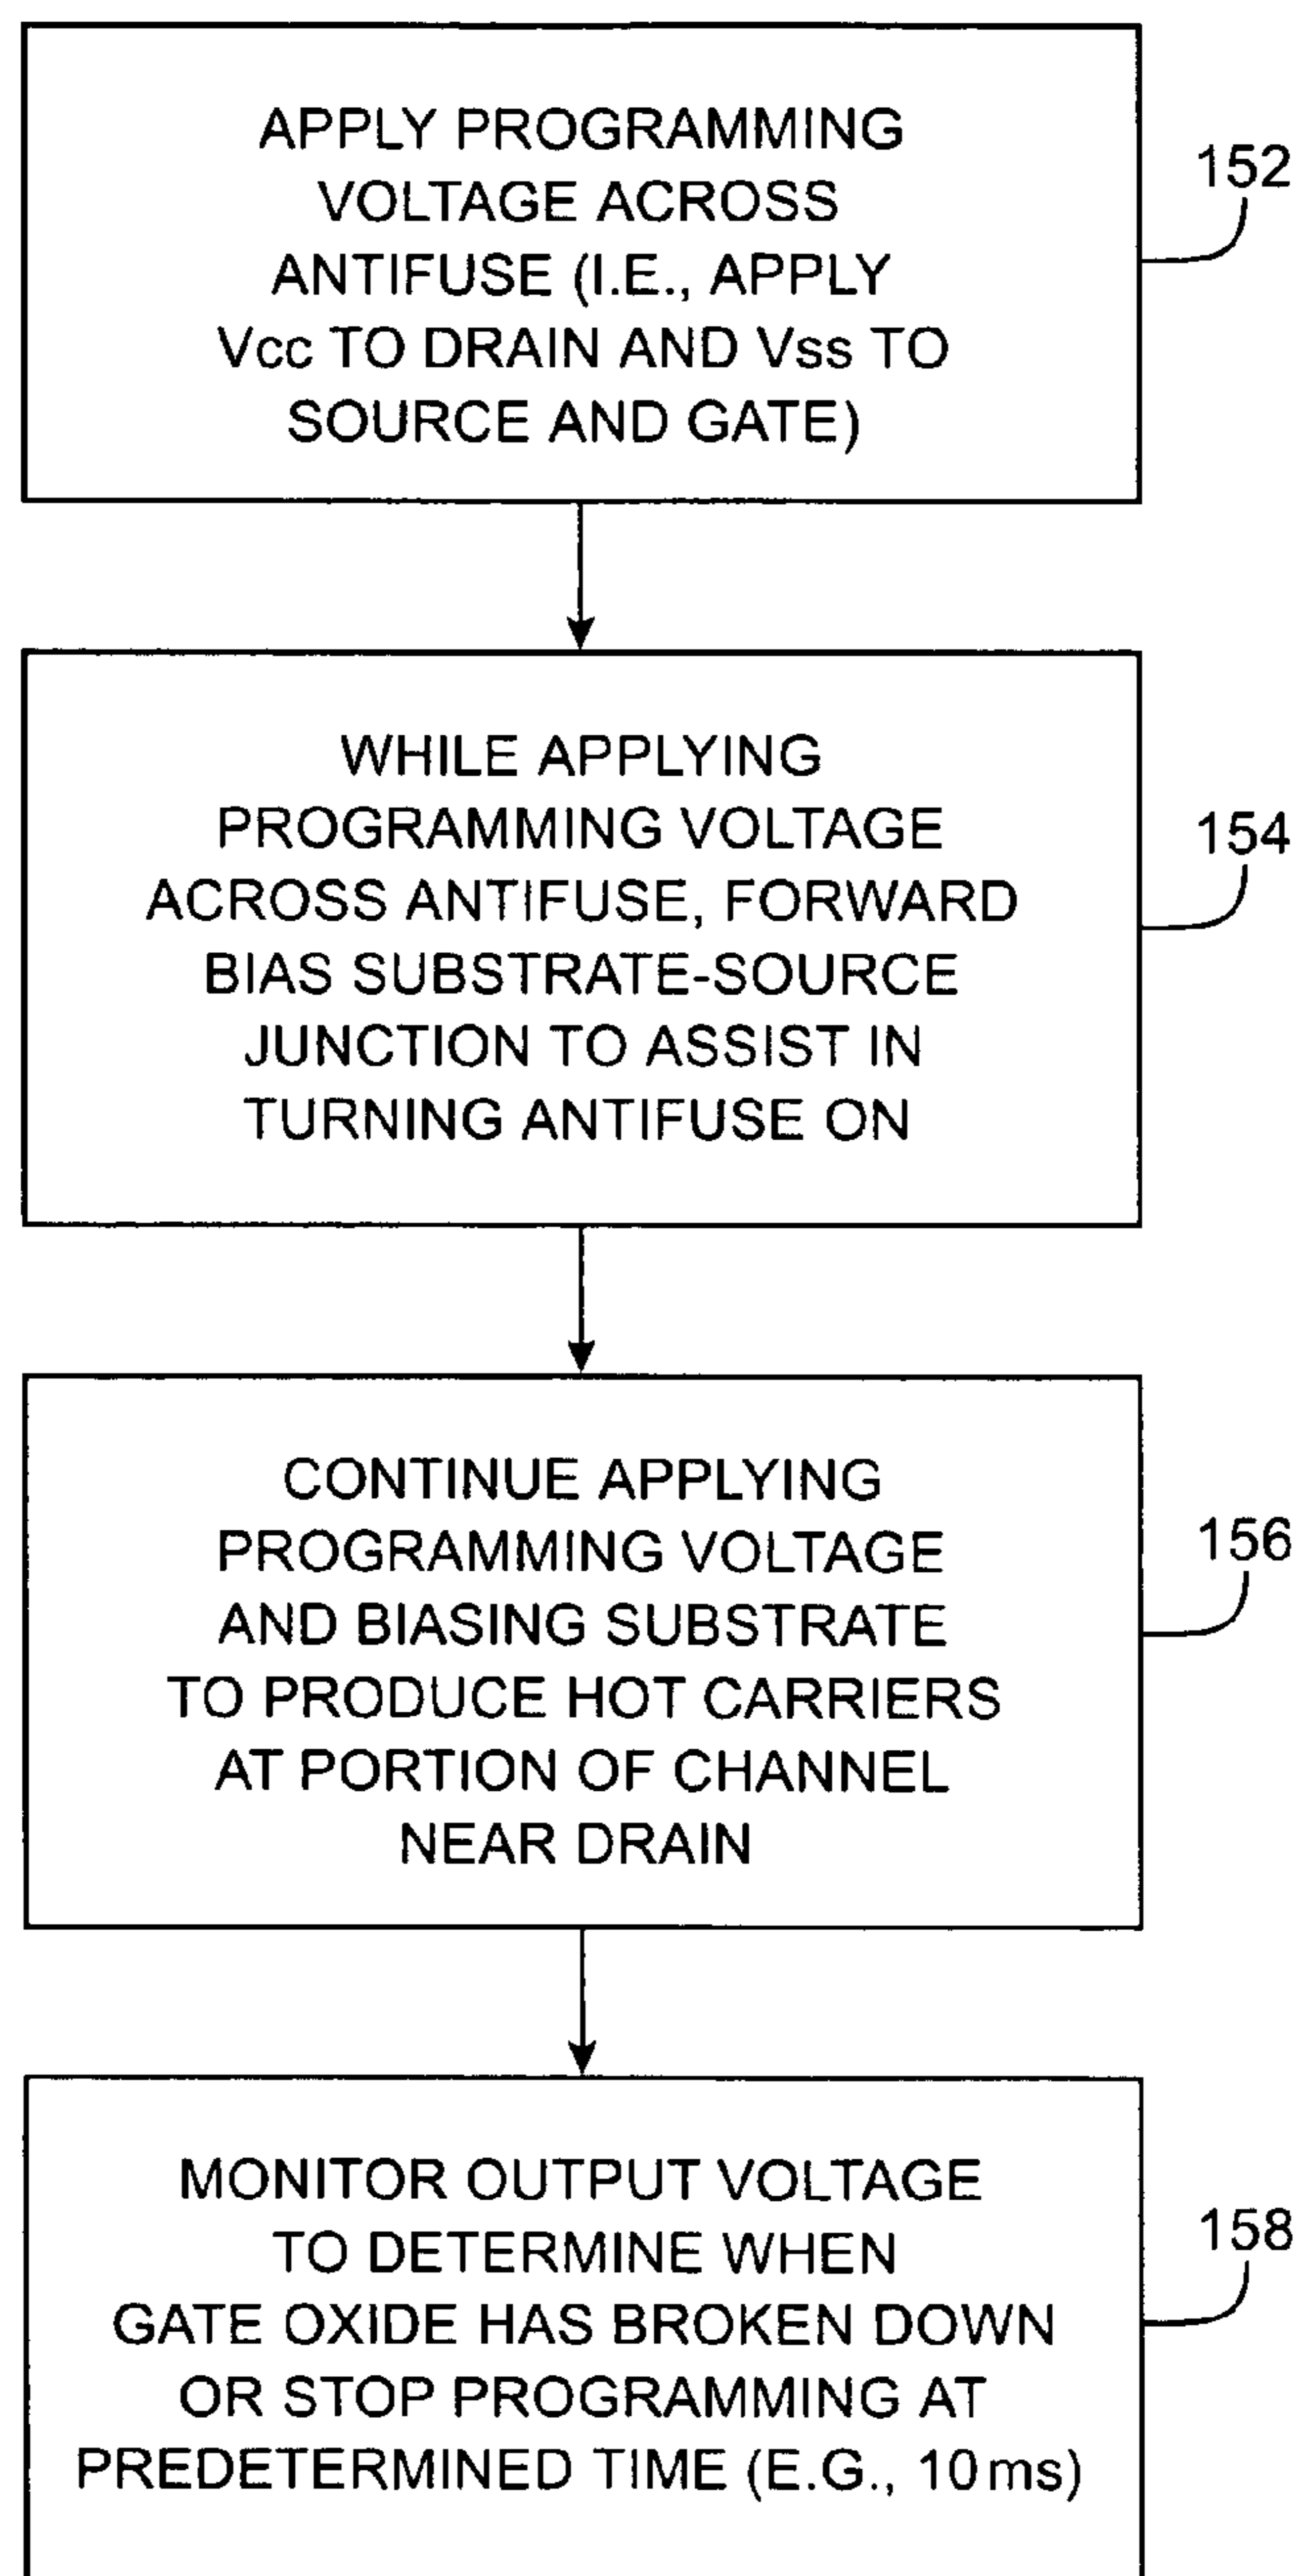 APPLY PROGRAMMING
VOLTAGE ACROSS
ANTIFUSE (I.E., APPLY
Vcc TO DRAIN AND Vss TO
SOURCE AND GATE)
152
WHILE APPLYING
PROGRAMMING VOLTAGE
ACROSS ANTIFUSE, FORWARD
BIAS SUBSTRATE-SOURCE
JUNCTION TO ASSIST IN
TURNING ANTIFUSE ON
154
CONTINUE APPLYING
PROGRAMMING VOLTAGE
AND BIASING SUBSTRATE
TO PRODUCE HOT CARRIERS
AT PORTION OF CHANNEL
NEAR DRAIN
156
MONITOR OUTPUT VOLTAGE
TO DETERMINE WHEN
GATE OXIDE HAS BROKEN DOWN
OR STOP PROGRAMMING AT
PREDETERMINED TIME (E.G., 10 ms)
158